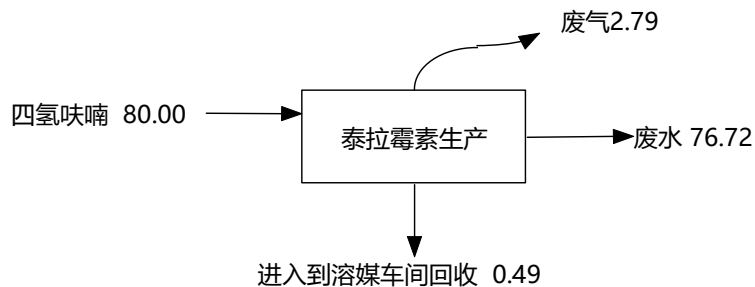 废气2.79
四氢呋喃 80.00
泰拉霉素生产
废水 76.72
进入到溶媒车间回收 0.49